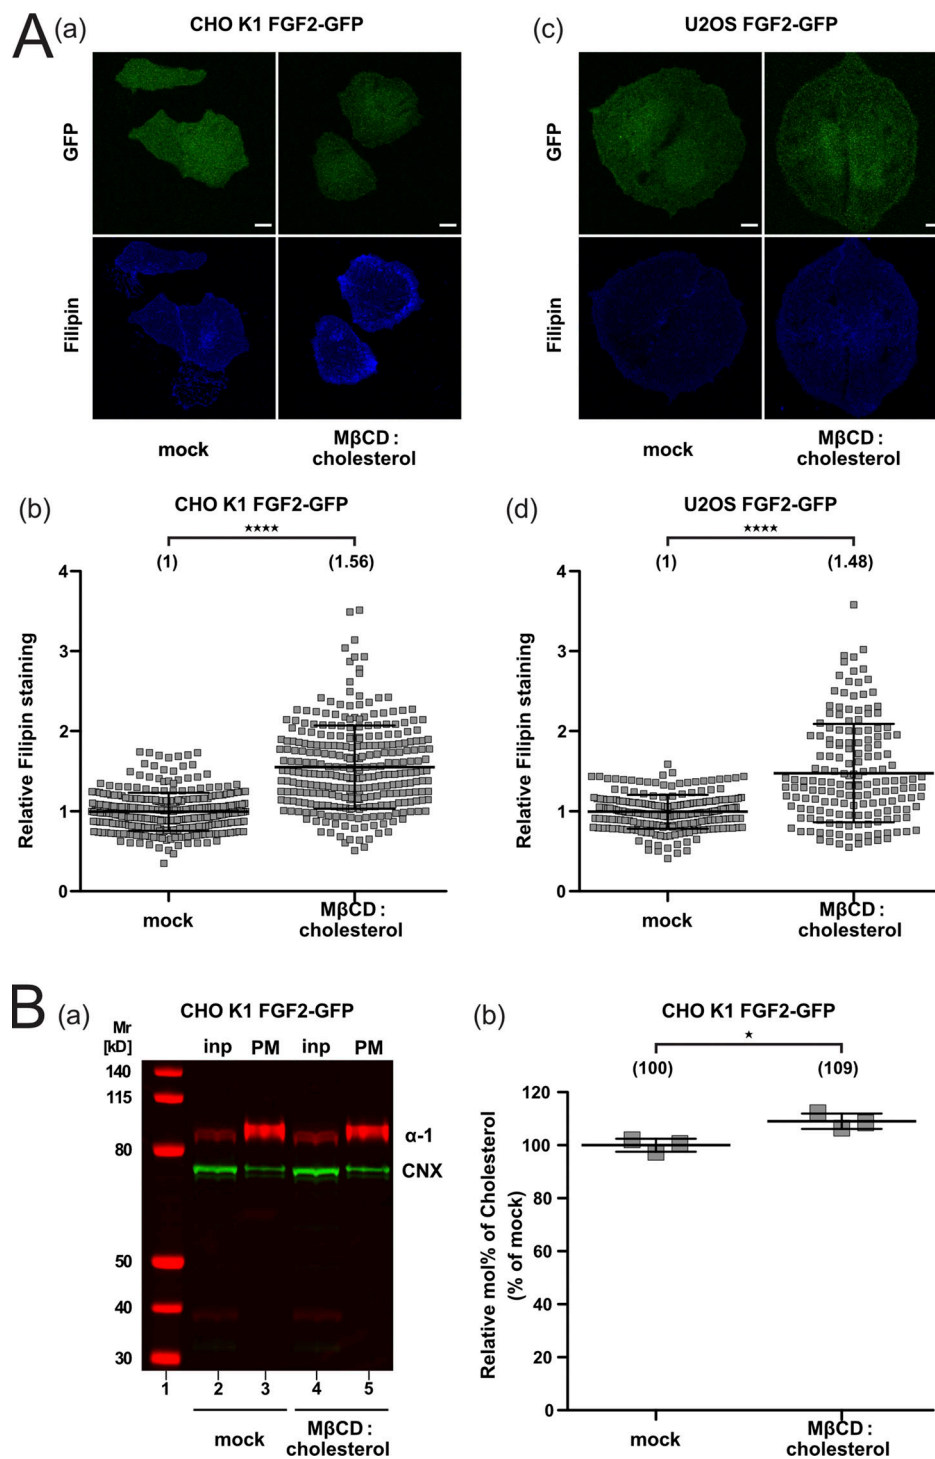 A
(a)
CHO K1 FGF2-GFP
GFP
Filipin
mock
MβCD :
cholesterol
(c)
U2OS FGF2-GFP
GFP
Filipin
mock
MβCD :
cholesterol
(b)
CHO K1 FGF2-GFP
★★★★
(1)
(1.56)
Relative Filipin staining
4
3
2
1
0
mock
MβCD :
cholesterol
(d)
U2OS FGF2-GFP
★★★★
(1)
(1.48)
Relative Filipin staining
4
3
2
1
0
mock
MβCD :
cholesterol
B
(a)
CHO K1 FGF2-GFP
Mr
[kD]
inp PM inp PM
140
115
80
50
40
30
α-1
CNX
1 2 3 4 5
mock
MβCD :
cholesterol
(b)
CHO K1 FGF2-GFP
★
(100)
(109)
Relative mol% of Cholesterol
(% of mock)
120
100
80
60
40
20
0
mock
MβCD :
cholesterol